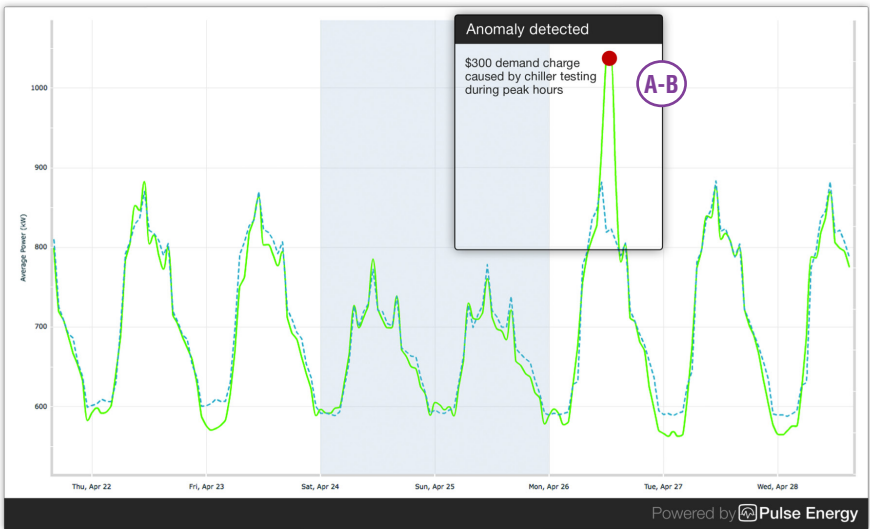 Anomaly detected
$300 demand charge
caused by chiller testing
during peak hours
A-B
1000
900
800
700
600
Average Power (kW)
Thu, Apr 22
Fri, Apr 23
Sat, Apr 24
Sun, Apr 25
Mon, Apr 26
Tue, Apr 27
Wed, Apr 28
Powered by Pulse Energy